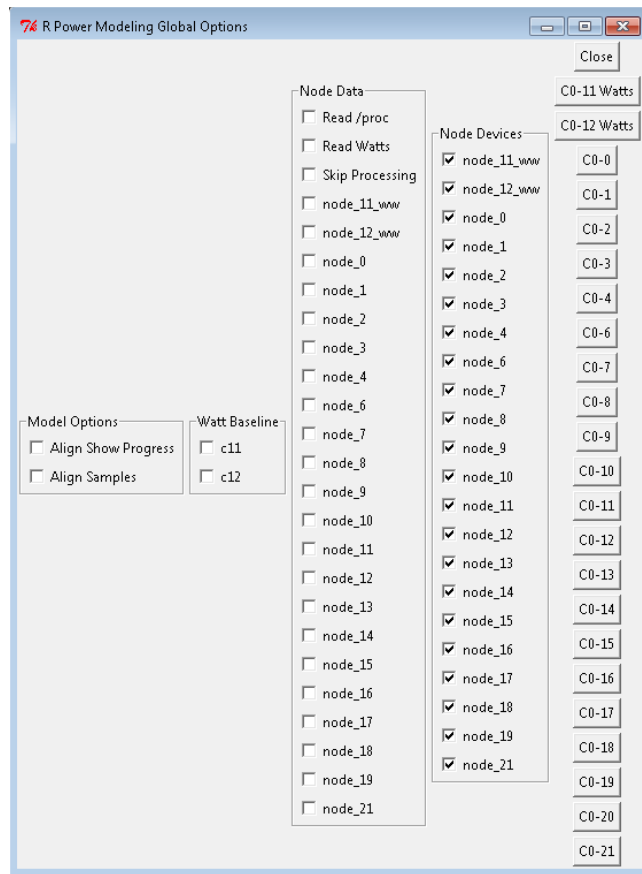 R Power Modeling Global Options
Model Options
Align Show Progress
Align Samples
Watt Baseline
c11
c12
Node Data
Read /proc
Read Watts
Skip Processing
node_11_ww
node_12_ww
node_0
node_1
node_2
node_3
node_4
node_6
node_7
node_8
node_9
node_10
node_11
node_12
node_13
node_14
node_15
node_16
node_17
node_18
node_19
node_21
Node Devices
node_11_ww
node_12_ww
node_0
node_1
node_2
node_3
node_4
node_6
node_7
node_8
node_9
node_10
node_11
node_12
node_13
node_14
node_15
node_16
node_17
node_18
node_19
node_21
Close
C0-11 Watts
C0-12 Watts
C0-0
C0-1
C0-2
C0-3
C0-4
C0-6
C0-7
C0-8
C0-9
C0-10
C0-11
C0-12
C0-13
C0-14
C0-15
C0-16
C0-17
C0-18
C0-19
C0-20
C0-21